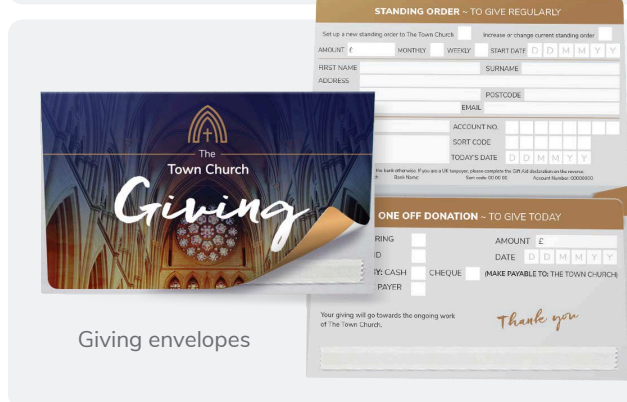 The
Town Church
Giving
Giving envelopes
STANDING ORDER ~ TO GIVE REGULARLY
Set up a new standing order to The Town Church
Increase or change current standing order
AMOUNT £ MONTHLY WEEKLY START DATE D D M M Y Y
FIRST NAME SURNAME
ADDRESS
POSTCODE
EMAIL
ACCOUNT NO.
SORT CODE
TODAY'S DATE D D M M Y Y
the bank otherwise. If you are a UK taxpayer, please complete the Gift Aid declaration on the reverse.
Bank Name: Sort code: 00 00 00 Account Number: 00000000
ONE OFF DONATION ~ TO GIVE TODAY
AMOUNT £
DATE D D M M Y Y
CASH CHEQUE (MAKE PAYABLE TO: THE TOWN CHURCH)
PAYER
Your giving will go towards the ongoing work
of The Town Church.
Thank you